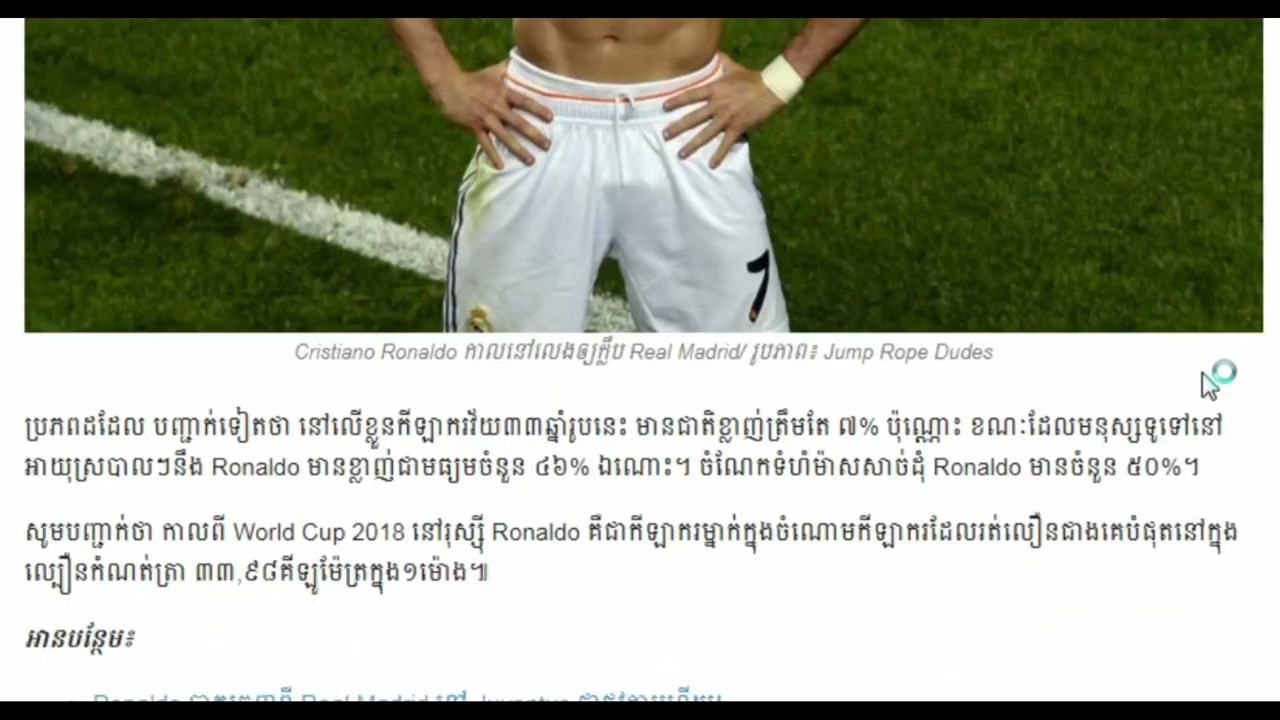 7
Cristiano Ronaldo កាលនៅលេងឲ្យក្លឹប Real Madrid/ រូបភាព៖ Jump Rope Dudes
ប្រភពដដែល បញ្ជាក់ទៀតថា នៅលើខ្លួនកីឡាករវ័យ៣៣ឆ្នាំរូបនេះ មានជាតិខ្លាញ់ត្រឹមតែ ៧% ប៉ុណ្ណោះ ខណៈដែលមនុស្សទូទៅនៅ
អាយុស្របាលៗនឹង Ronaldo មានខ្លាញ់ជាមធ្យមចំនួន ៤៦% ឯណោះ។ ចំណែកទំហំម៉ាសសាច់ដុំ Ronaldo មានចំនួន ៥០%។
សូមបញ្ជាក់ថា កាលពី World Cup 2018 នៅរុស្ស៊ី Ronaldo គឺជាកីឡាករម្នាក់ក្នុងចំណោមកីឡាករដែលរត់លឿនជាងគេបំផុតនៅក្នុង
ល្បឿនកំណត់ត្រា ៣៣,៩៨គីឡូម៉ែត្រក្នុង១ម៉ោង៕
អានបន្ថែម៖
Ronaldo Real Madrid នៅ Juventus